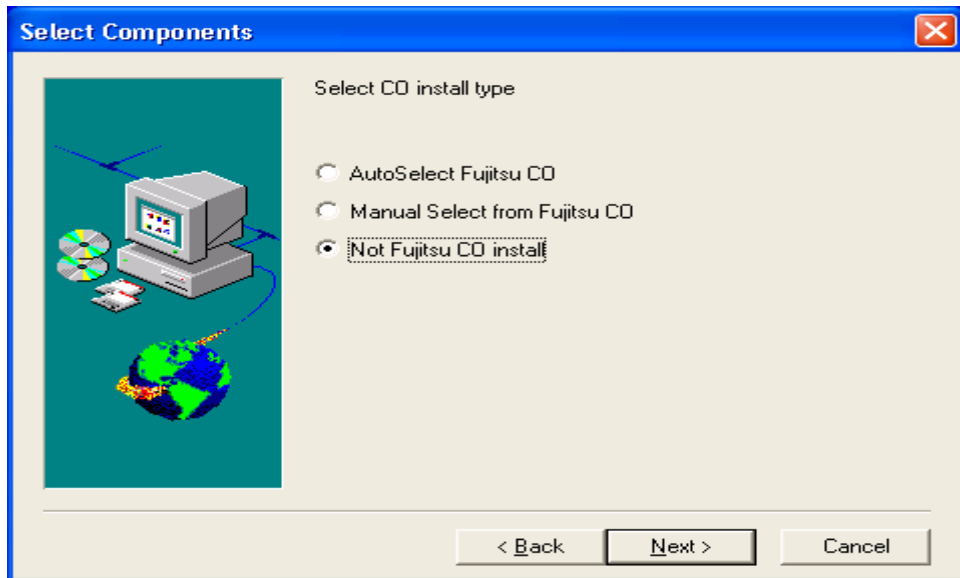 Select Components
Select CO install type
AutoSelect Fujitsu CO
Manual Select from Fujitsu CO
Not Fujitsu CO install
< Back
Next >
Cancel